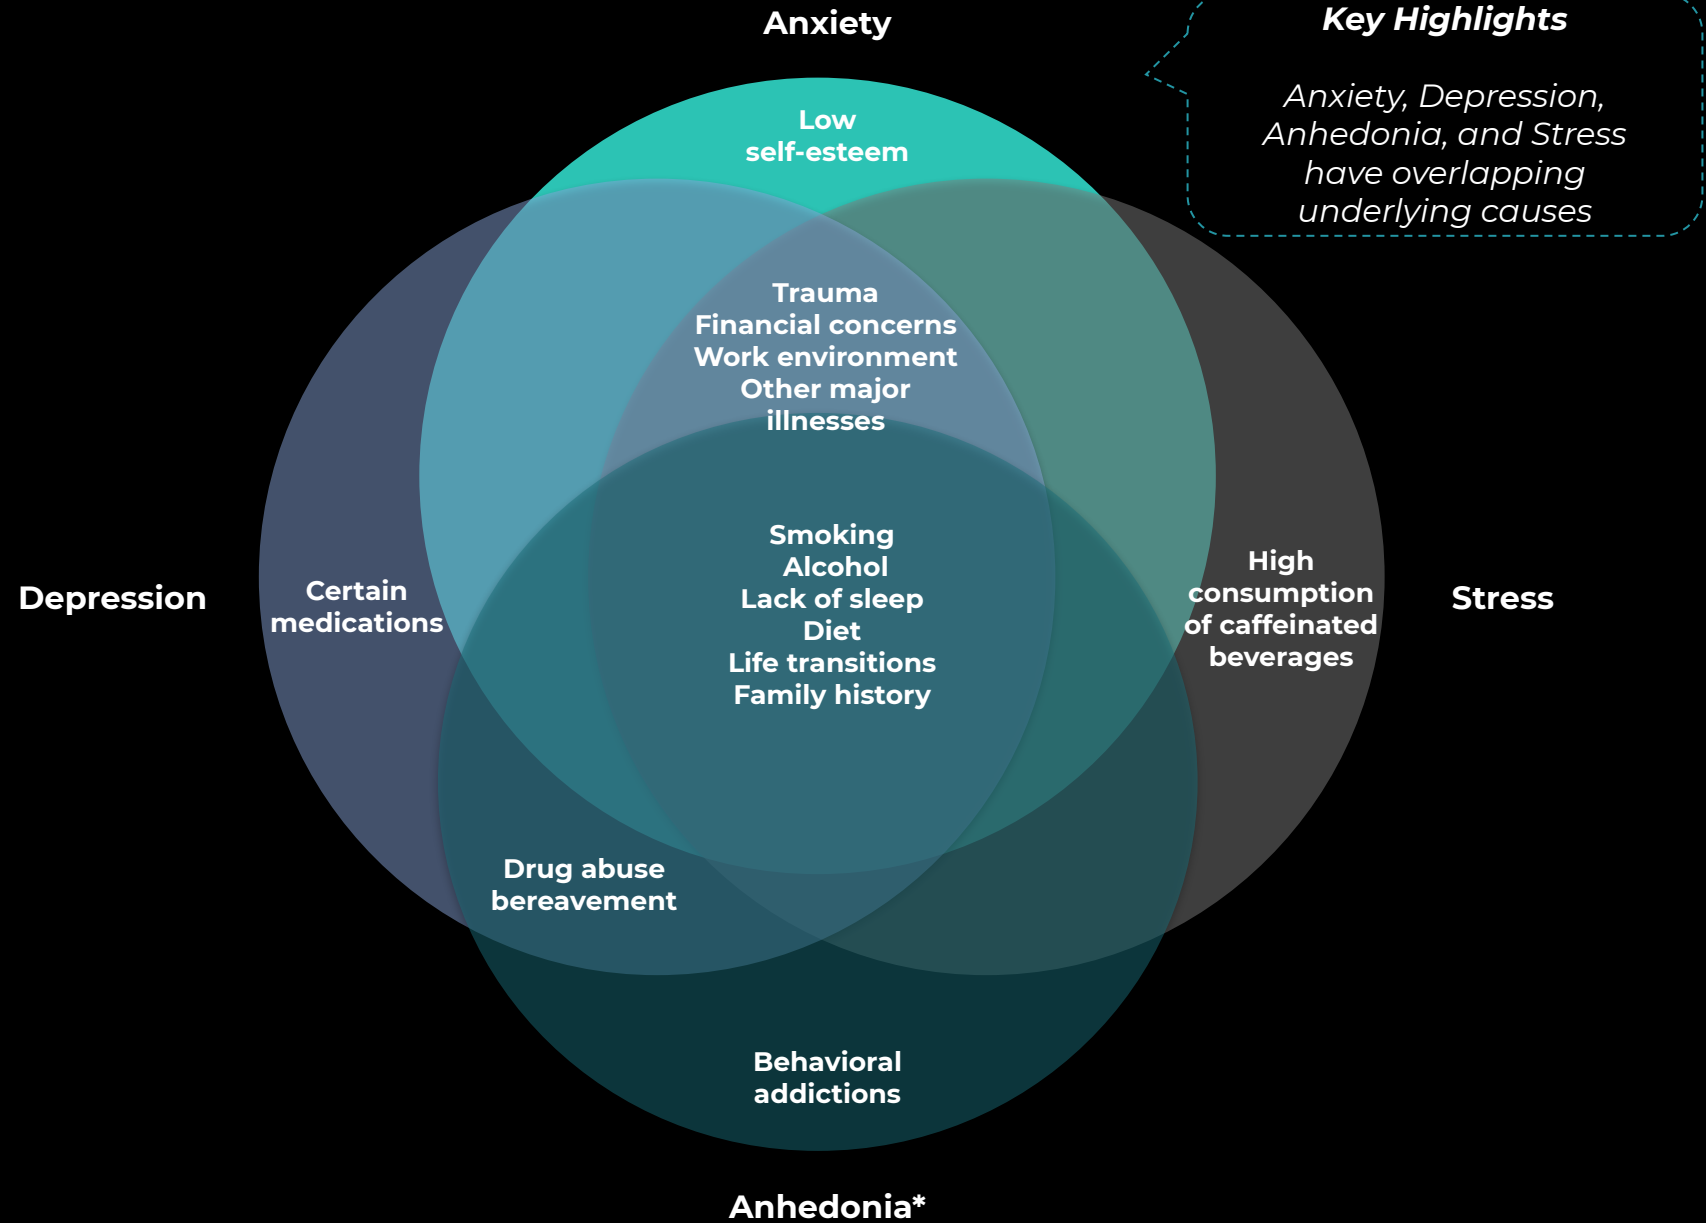 Anxiety
Key Highlights
Anxiety, Depression,
Anhedonia, and Stress
have overlapping
underlying causes
Low
self-esteem
Trauma
Financial concerns
Work environment
Other major
illnesses
Smoking
Alcohol
Lack of sleep
Diet
Life transitions
Family history
Depression
Certain
medications
High
consumption
of caffeinated
beverages
Stress
Drug abuse
bereavement
Behavioral
addictions
Anhedonia*